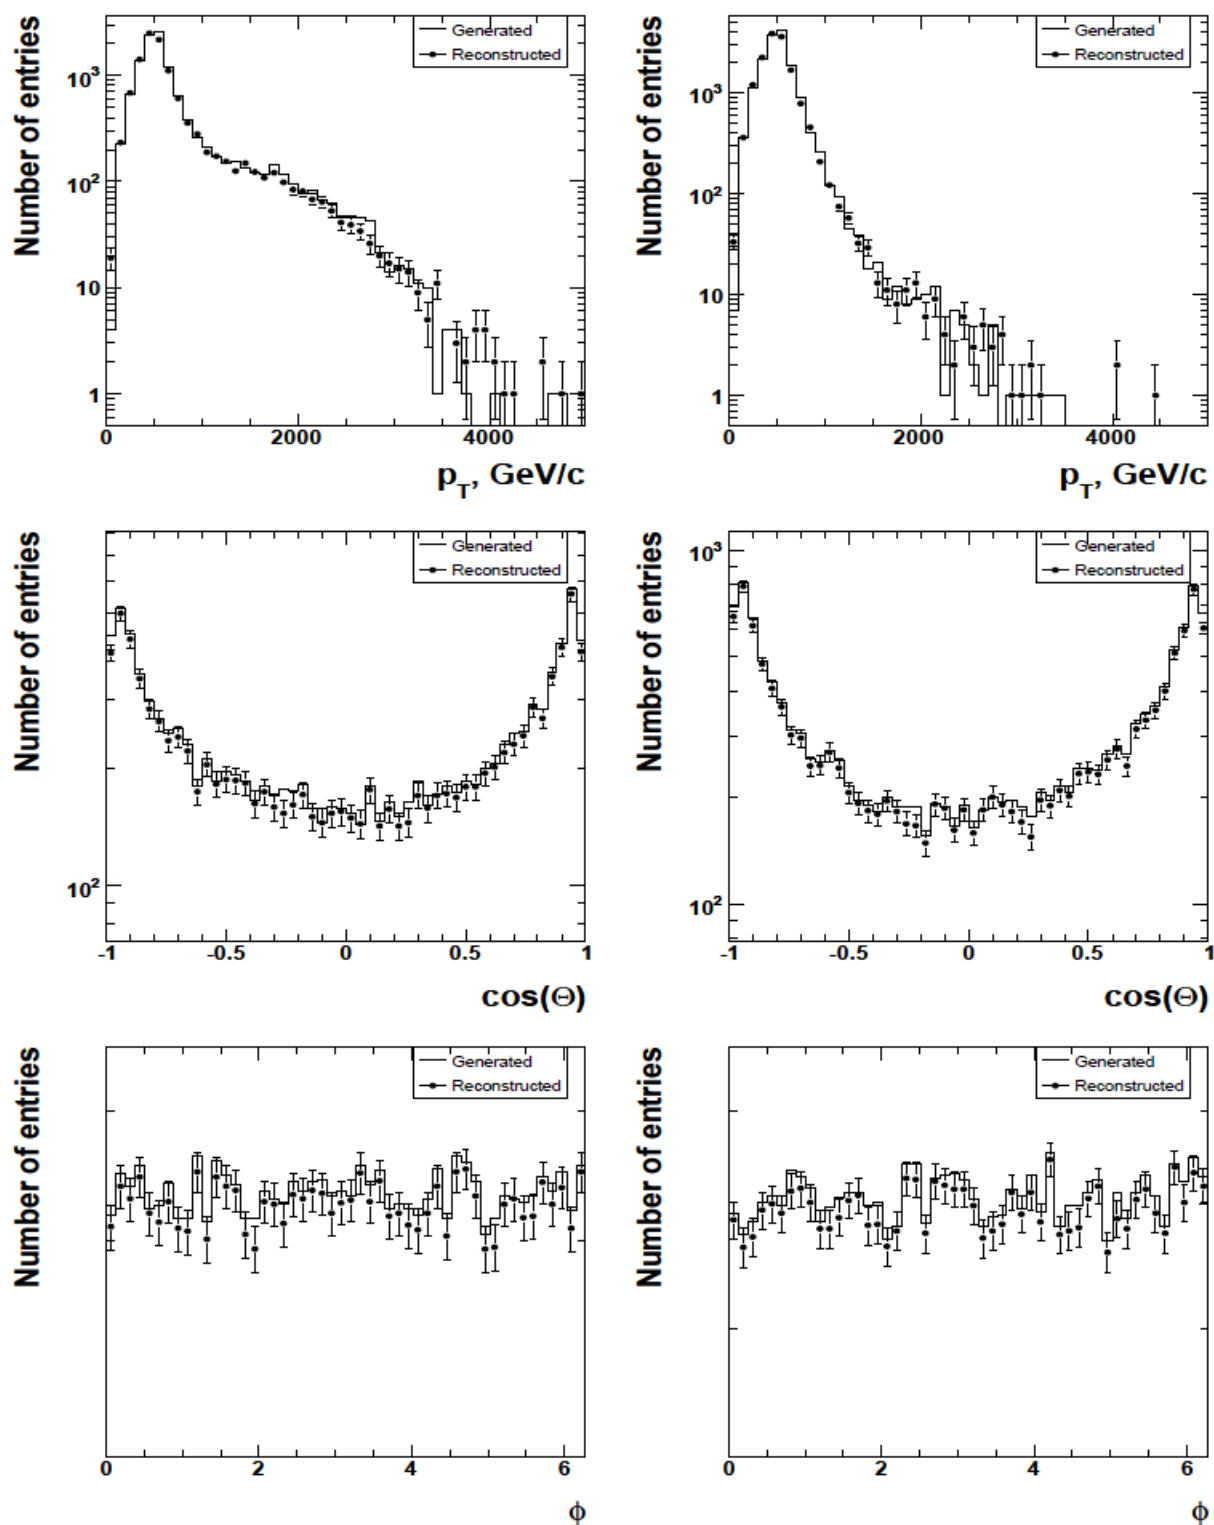 Number of entries
Generated
Reconstructed
10³
10²
10
1
0 2000 4000
p_T, GeV/c
Number of entries
Generated
Reconstructed
10³
10²
10
1
0 2000 4000
p_T, GeV/c
Number of entries
Generated
Reconstructed
10²
-1 -0.5 0 0.5 1
cos(Θ)
Number of entries
Generated
Reconstructed
10³
10²
-1 -0.5 0 0.5 1
cos(Θ)
Number of entries
Generated
Reconstructed
0 2 4 6
ϕ
Number of entries
Generated
Reconstructed
0 2 4 6
ϕ